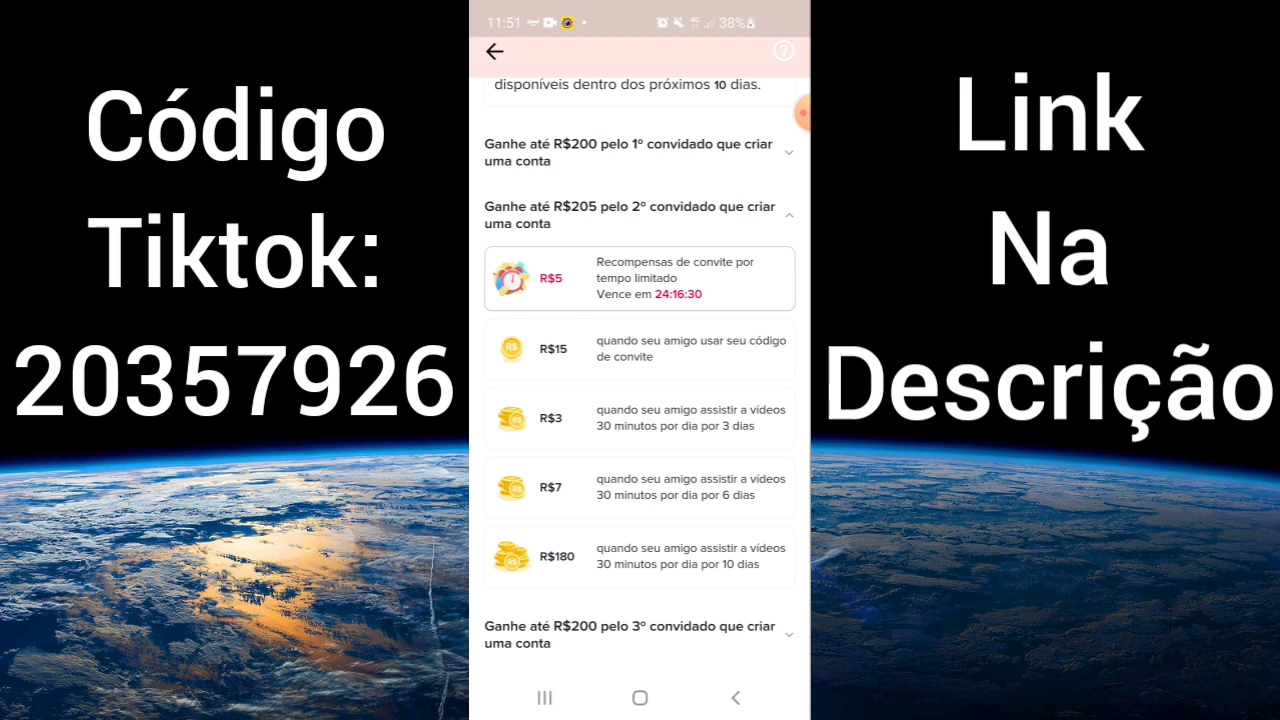 Código
Tiktok:
20357926
11:51
4G
38%
disponíveis dentro dos próximos 10 dias.
Ganhe até R$200 pelo 1º convidado que criar
uma conta
Ganhe até R$205 pelo 2º convidado que criar
uma conta
R$5
Recompensas de convite por
tempo limitado
Vence em 24:16:30
R$
R$15
quando seu amigo usar seu código
de convite
R$
R$3
quando seu amigo assistir a vídeos
30 minutos por dia por 3 dias
R$
R$7
quando seu amigo assistir a vídeos
30 minutos por dia por 6 dias
R$
R$180
quando seu amigo assistir a vídeos
30 minutos por dia por 10 dias
Ganhe até R$200 pelo 3º convidado que criar
uma conta
Link
Na
Descrição